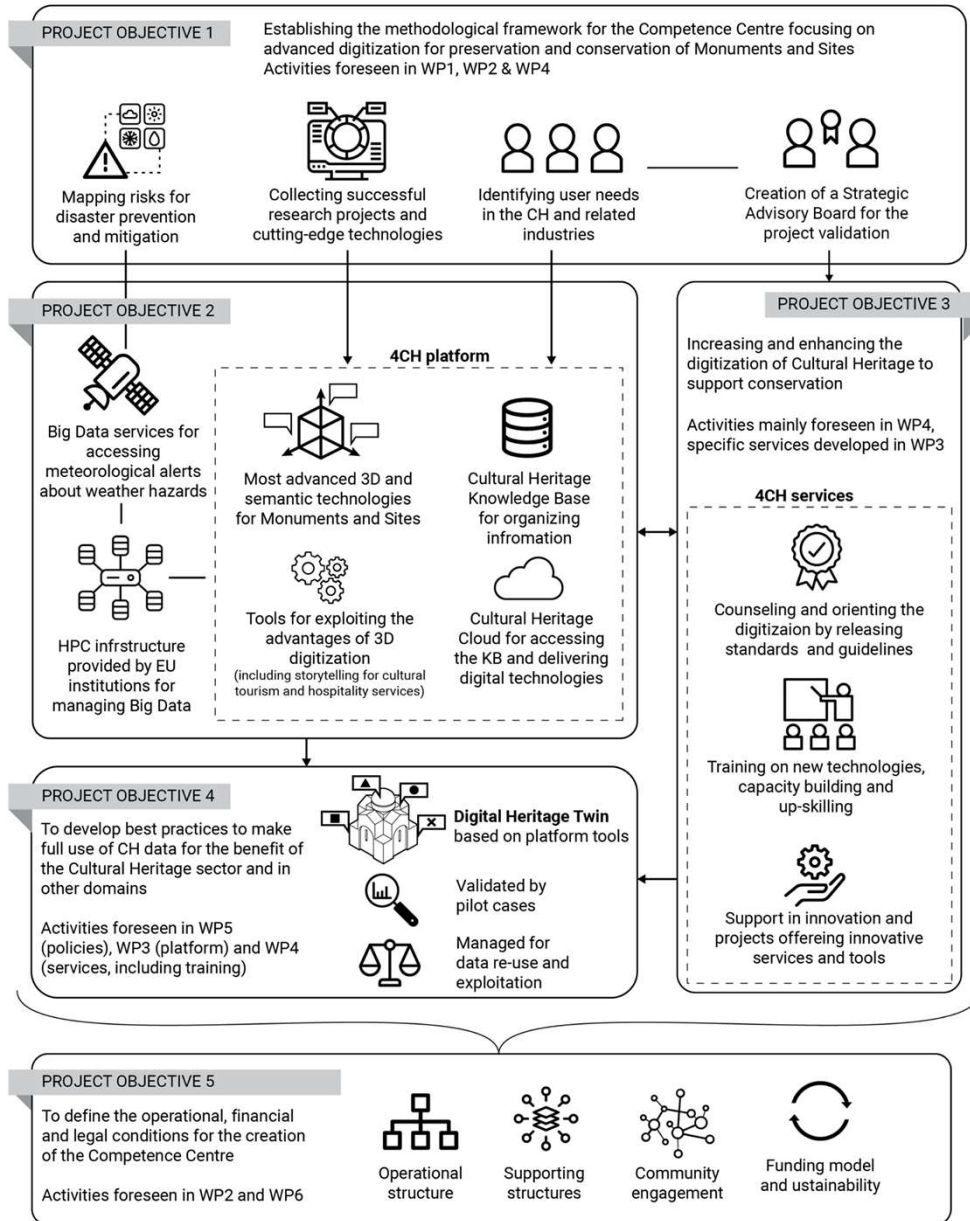 PROJECT OBJECTIVE 1
Establishing the methodological framework for the Competence Centre focusing on
advanced digitization for preservation and conservation of Monuments and Sites
Activities foreseen in WP1, WP2 & WP4
Mapping risks for
disaster prevention
and mitigation
Collecting successful
research projects and
cutting-edge technologies
Identifying user needs
in the CH and related
industries
Creation of a Strategic
Advisory Board for the
project validation
PROJECT OBJECTIVE 2
Big Data services for
accessing
meteorological alerts
about weather hazards
HPC infrstructure
provided by EU
institutions for
managing Big Data
4CH platform
Most advanced 3D and
semantic technologies
for Monuments and Sites
Cultural Heritage
Knowledge Base
for organizing
infromation
Tools for exploiting the
advantages of 3D
digitization
(including storytelling for cultural
tourism and hospitality services)
Cultural Heritage
Cloud for accessing
the KB and delivering
digital technologies
PROJECT OBJECTIVE 3
Increasing and enhancing the
digitization of Cultural Heritage to
support conservation
Activities mainly foreseen in WP4,
specific services developed in WP3
4CH services
Counseling and orienting the
digitizaion by releasing
standards and guidelines
Training on new technologies,
capacity building and
up-skilling
Support in innovation and
projects offereing innovative
services and tools
PROJECT OBJECTIVE 4
To develop best practices to make
full use of CH data for the benefit of
the Cultural Heritage sector and in
other domains
Activities foreseen in WP5
(policies), WP3 (platform) and WP4
(services, including training)
Digital Heritage Twin
based on platform tools
Validated by
pilot cases
Managed for
data re-use and
exploitation
PROJECT OBJECTIVE 5
To define the operational, financial
and legal conditions for the creation
of the Competence Centre
Activities foreseen in WP2 and WP6
Operational
structure
Supporting
structures
Community
engagement
Funding model
and ustainability